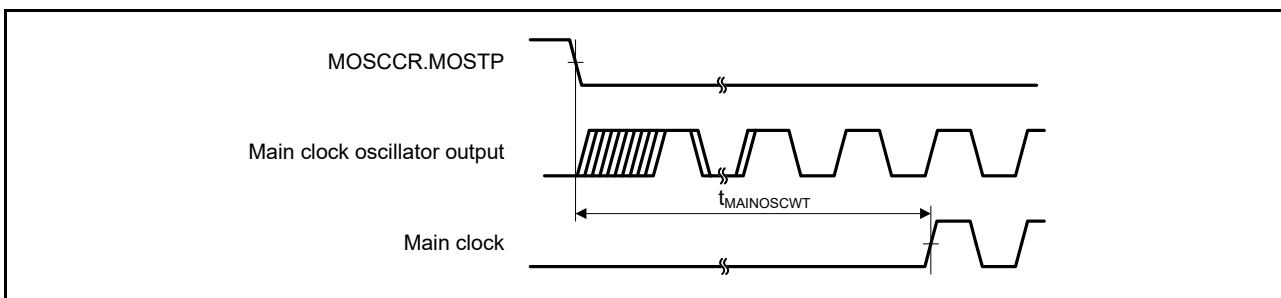 MOSCCR.MOSTP
Main clock oscillator output
tMAINOSCWT
Main clock